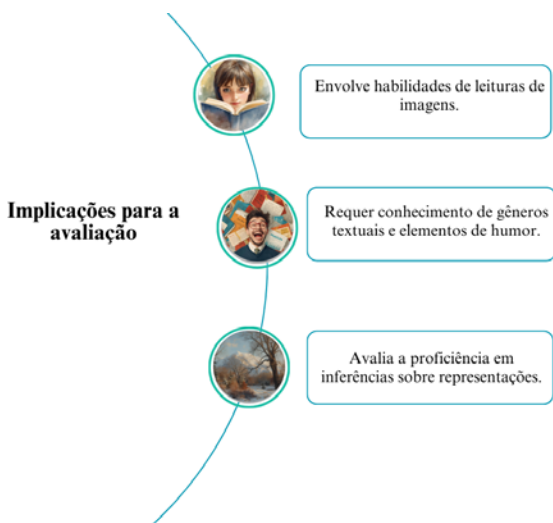 Implicações para a
avaliação
Envolve habilidades de leituras de
imagens.
Requer conhecimento de gêneros
textuais e elementos de humor.
Avalia a proficiência em
inferências sobre representações.